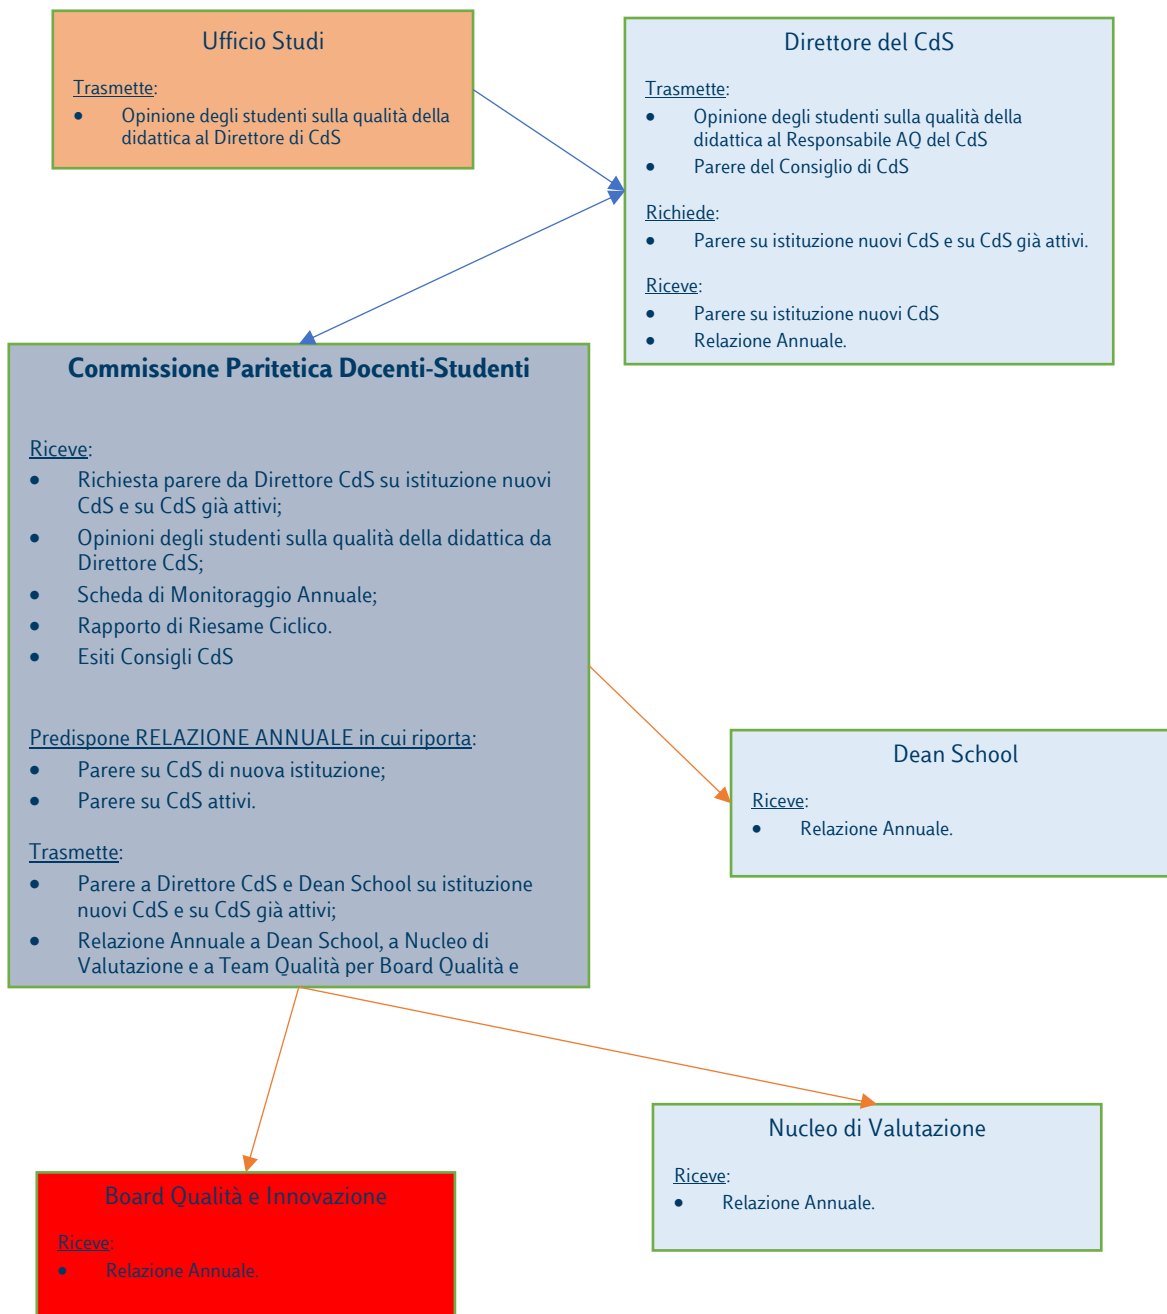 Ufficio Studi
Trasmette:
• Opinione degli studenti sulla qualità della
didattica al Direttore di CdS
Direttore del CdS
Trasmette:
• Opinione degli studenti sulla qualità della
didattica al Responsabile AQ del CdS
• Parere del Consiglio di CdS
Richiede:
• Parere su istituzione nuovi CdS e su CdS già attivi.
Riceve:
• Parere su istituzione nuovi CdS
• Relazione Annuale.
Commissione Paritetica Docenti-Studenti
Riceve:
• Richiesta parere da Direttore CdS su istituzione nuovi
CdS e su CdS già attivi;
• Opinioni degli studenti sulla qualità della didattica da
Direttore CdS;
• Scheda di Monitoraggio Annuale;
• Rapporto di Riesame Ciclico.
• Esiti Consigli CdS
Predispone RELAZIONE ANNUALE in cui riporta:
• Parere su CdS di nuova istituzione;
• Parere su CdS attivi.
Trasmette:
• Parere a Direttore CdS e Dean School su istituzione
nuovi CdS e su CdS già attivi;
• Relazione Annuale a Dean School, a Nucleo di
Valutazione e a Team Qualità per Board Qualità e
Dean School
Riceve:
• Relazione Annuale.
Nucleo di Valutazione
Riceve:
• Relazione Annuale.
Board Qualità e Innovazione
Riceve:
• Relazione Annuale.